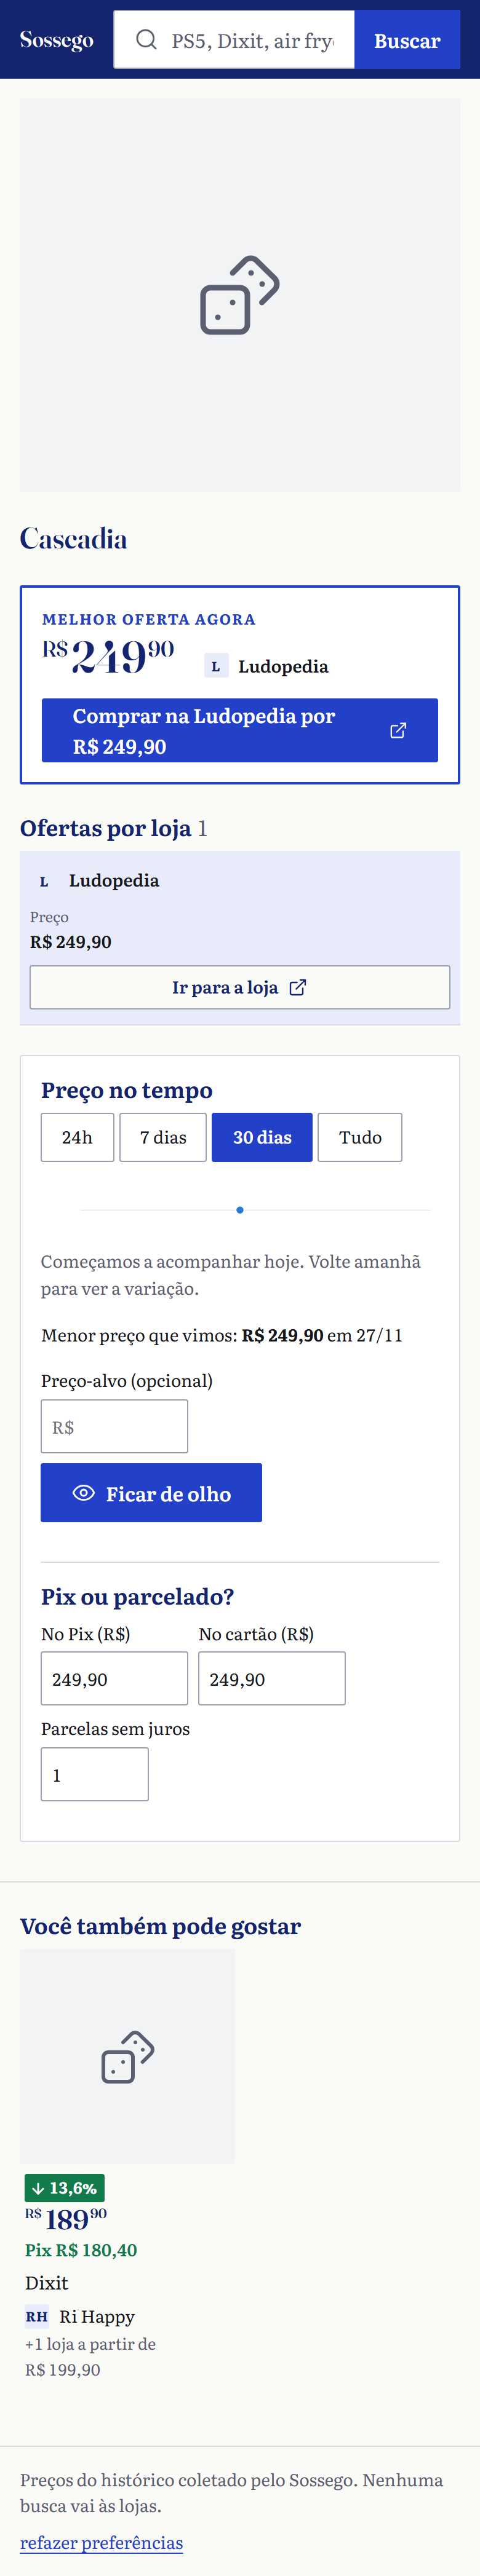 Sossego
PS5, Dixit, air fry
Buscar
Cascadia
MELHOR OFERTA AGORA
R$ 249 90
L Ludopedia
Comprar na Ludopedia por
R$ 249,90
Ofertas por loja 1
L Ludopedia
Preço
R$ 249,90
Ir para a loja
Preço no tempo
24h 7 dias 30 dias Tudo
Começamos a acompanhar hoje. Volte amanhã
para ver a variação.
Menor preço que vimos: R$ 249,90 em 27/11
Preço-alvo (opcional)
R$
Ficar de olho
Pix ou parcelado?
No Pix (R$) No cartão (R$)
249,90 249,90
Parcelas sem juros
1
Você também pode gostar
13,6%
R$ 189 90
Pix R$ 180,40
Dixit
RH Ri Happy
+1 loja a partir de
R$ 199,90
Preços do histórico coletado pelo Sossego. Nenhuma
busca vai às lojas.
refazer preferências